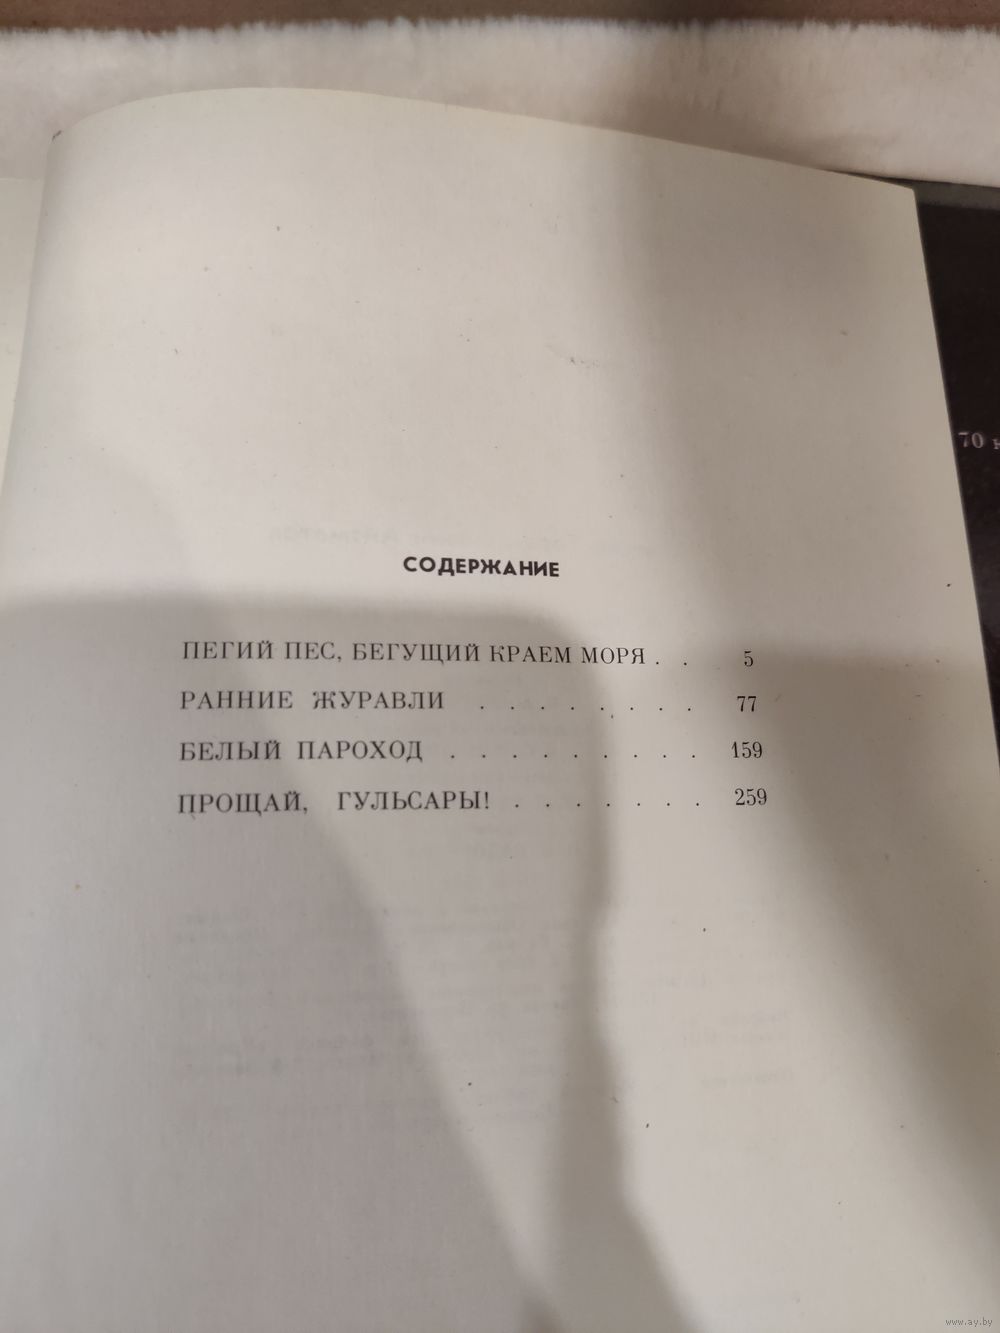 СОДЕРЖАНИЕ
ПЕГИЙ ПЕС, БЕГУЩИЙ КРАЕМ МОРЯ . . 5
РАННИЕ ЖУРАВЛИ . . . . . . . . 77
БЕЛЫЙ ПАРОХОД . . . . . . . . . 159
ПРОЩАЙ, ГУЛЬСАРЫ! . . . . . . . 259
70 к
www.ay.by